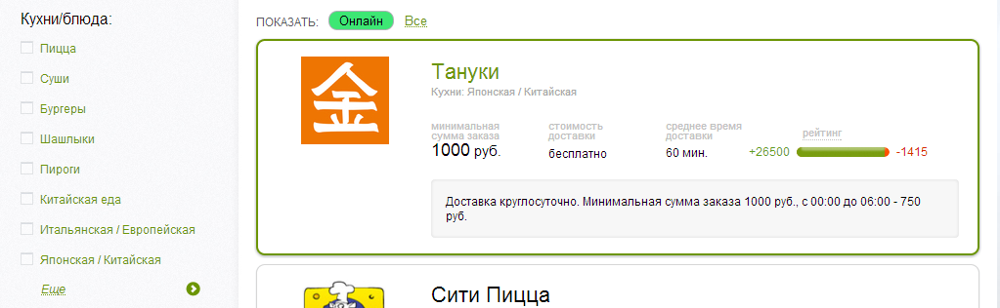 Кухни/блюда:
Пицца
Суши
Бургеры
Шашлыки
Пироги
Китайская еда
Итальянская / Европейская
Японская / Китайская
Еще
ПОКАЗАТЬ: Онлайн Все
金
Тануки
Кухни: Японская / Китайская
минимальная сумма заказа
1000 руб.
стоимость доставки
бесплатно
среднее время доставки
60 мин.
рейтинг
+26500 -1415
Доставка круглосуточно. Минимальная сумма заказа 1000 руб., с 00:00 до 06:00 - 750
руб.
Сити Пицца